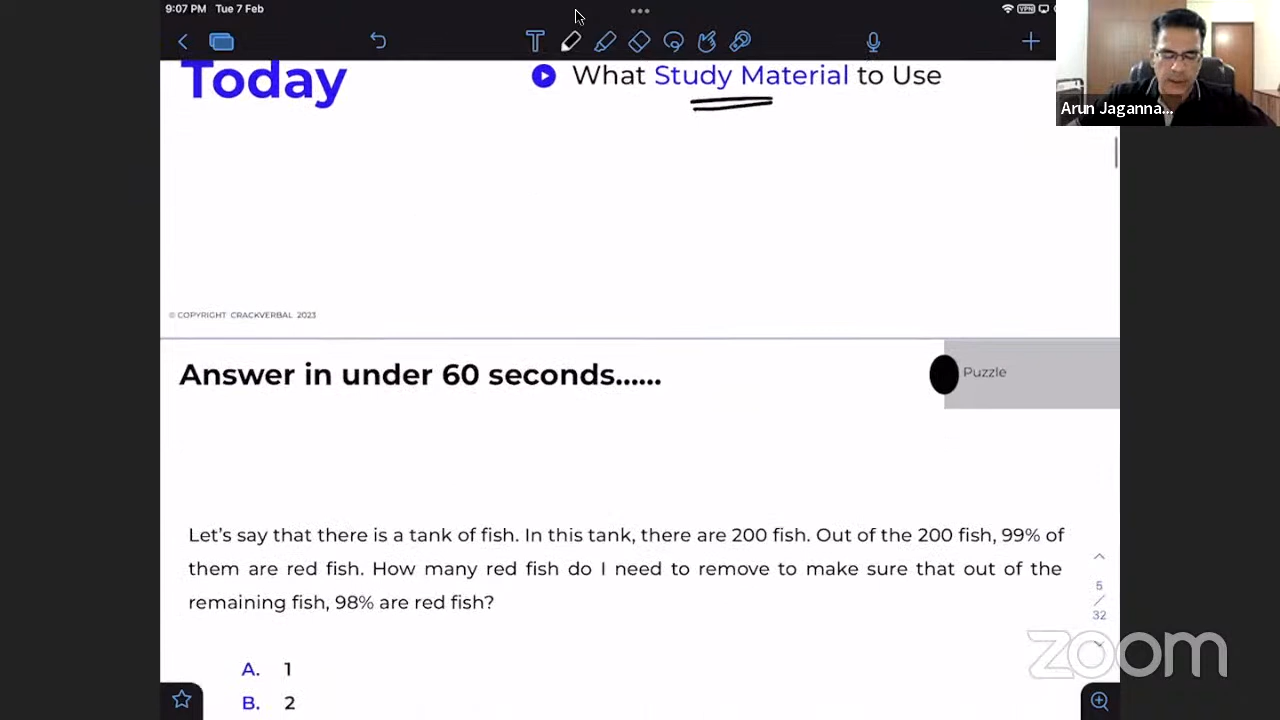 9:07 PM Tue 7 Feb
VPN
T
Today
What Study Material to Use
Arun Jaganna...
© COPYRIGHT CRACKVERBAL 2023
Answer in under 60 seconds......
Puzzle
Let's say that there is a tank of fish. In this tank, there are 200 fish. Out of the 200 fish, 99% of
them are red fish. How many red fish do I need to remove to make sure that out of the
remaining fish, 98% are red fish?
5
/
32
A. 1
B. 2
zoom